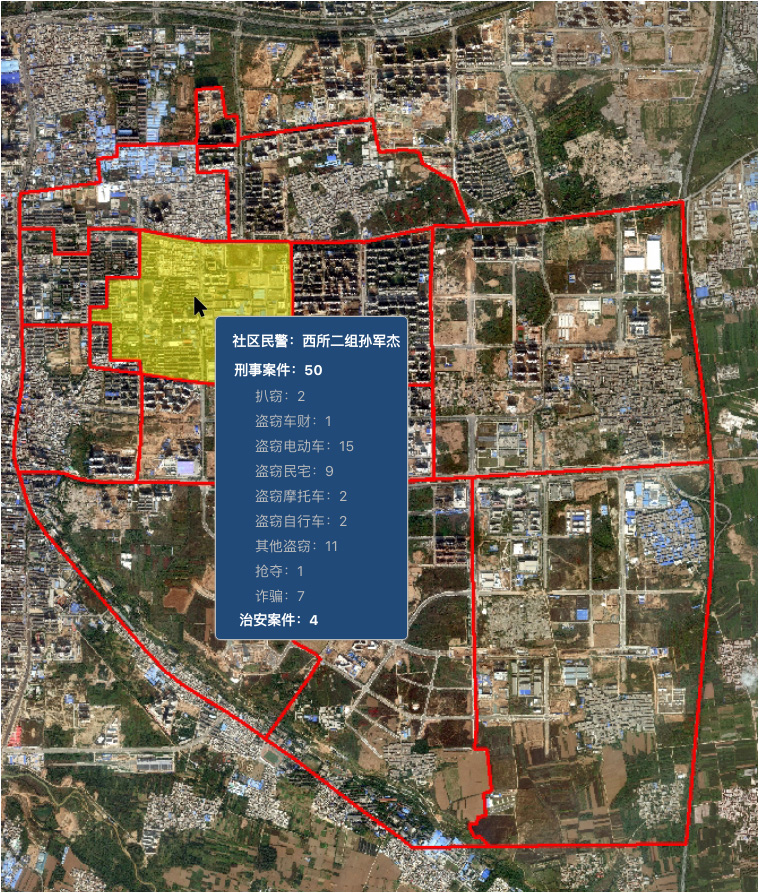 社区民警：西所二组孙军杰
刑事案件：50
扒窃：2
盗窃车财：1
盗窃电动车：15
盗窃民宅：9
盗窃摩托车：2
盗窃自行车：2
其他盗窃：11
抢夺：1
诈骗：7
治安案件：4